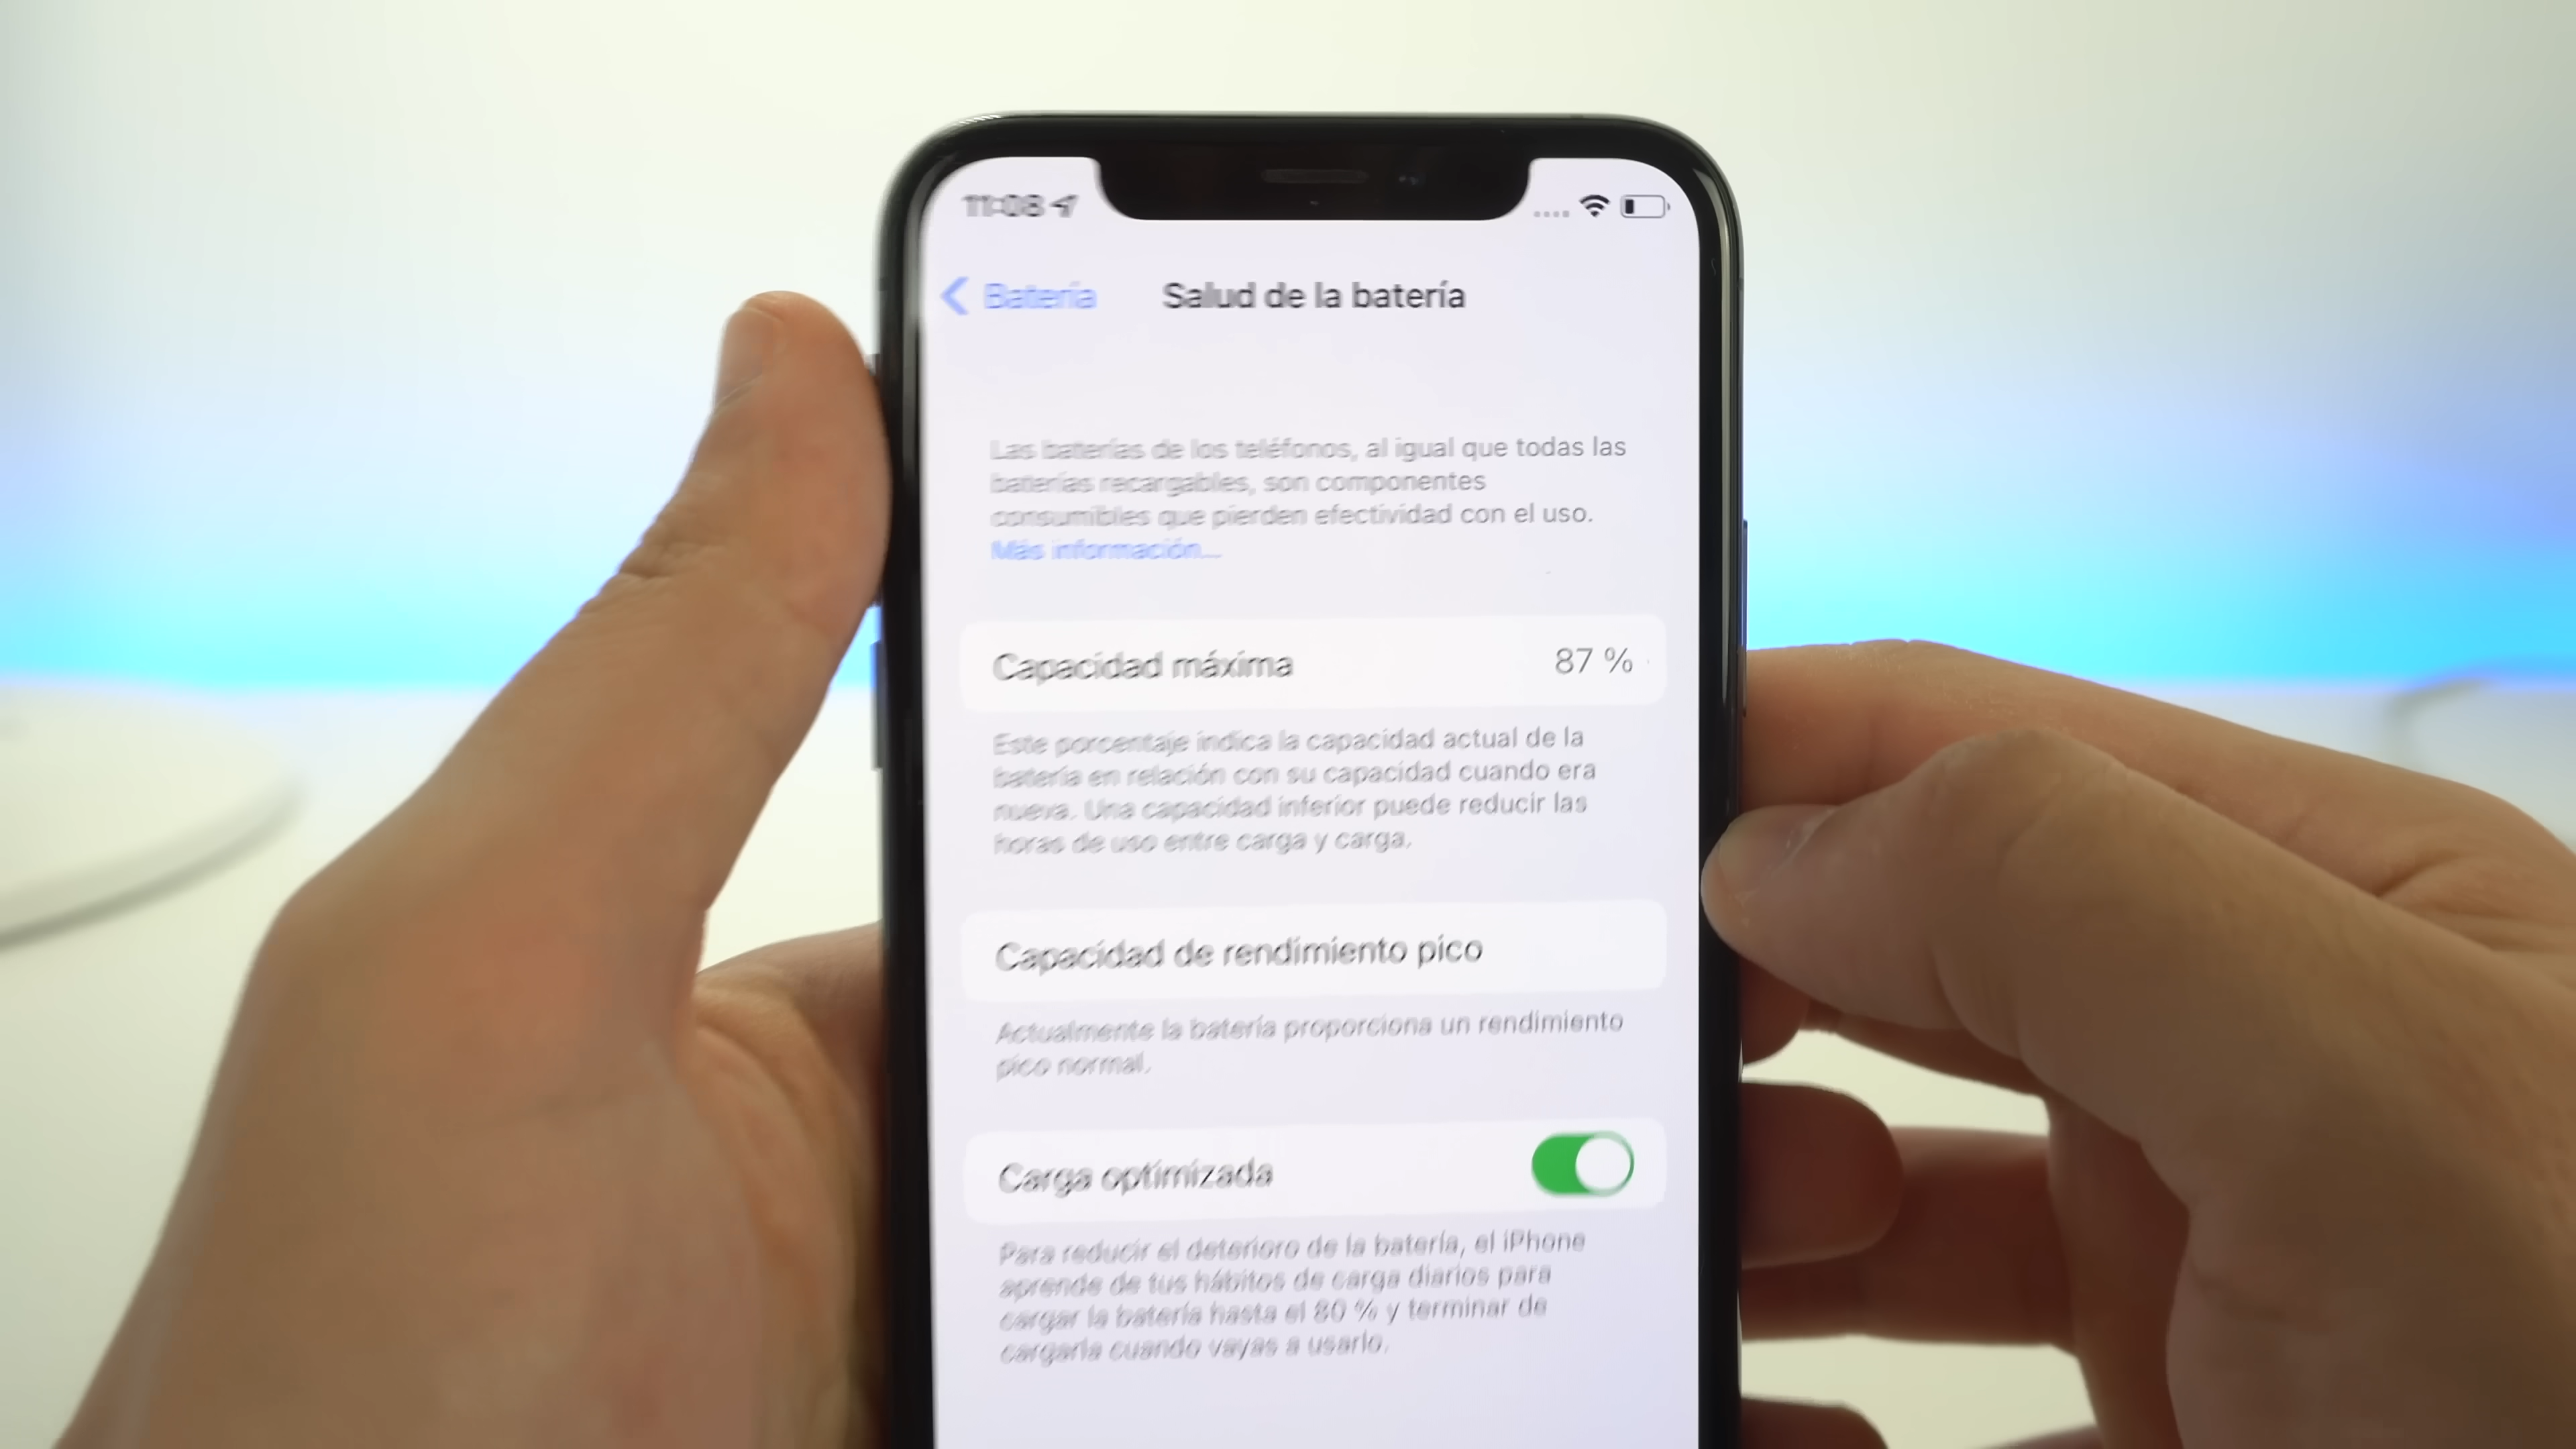 11:08
Batería
Salud de la batería
Las baterías de los teléfonos, al igual que todas las
baterías recargables, son componentes
consumibles que pierden efectividad con el uso.
Más información...
Capacidad máxima
87 %
Este porcentaje indica la capacidad actual de la
batería en relación con su capacidad cuando era
nueva. Una capacidad inferior puede reducir las
horas de uso entre carga y carga.
Capacidad de rendimiento pico
Actualmente la batería proporciona un rendimiento
pico normal.
Carga optimizada
Para reducir el deterioro de la batería, el iPhone
aprende de tus hábitos de carga diarios para
cargar la batería hasta el 80 % y terminar de
cargarla cuando vayas a usarlo.